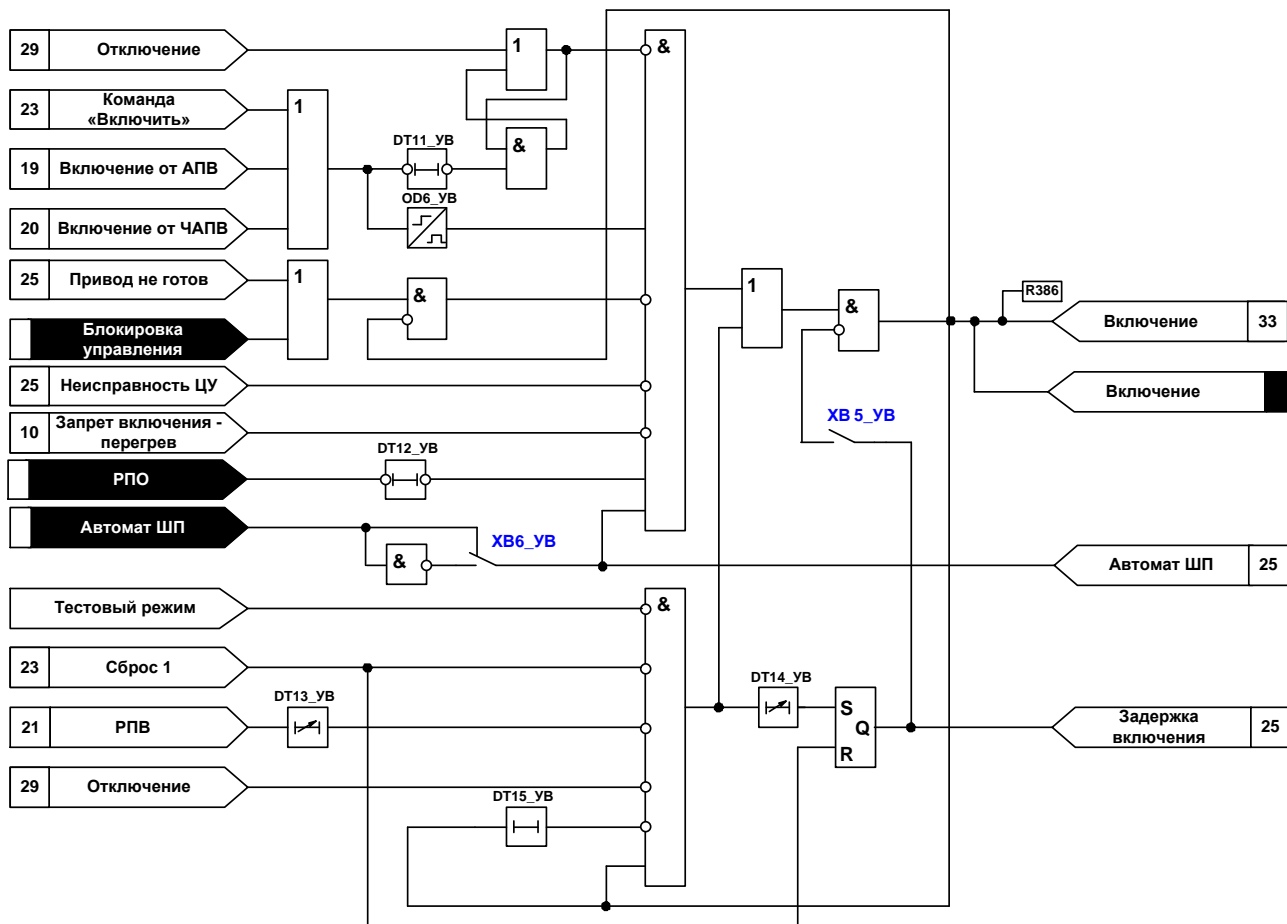 29 Отключение
1
&
23 Команда
«Включить»
1
DT11_УВ
&
19 Включение от АПВ
OD6_УВ
20 Включение от ЧАПВ
25 Привод не готов
1
&
1
&
R386
Включение 33
Блокировка
управления
Включение
25 Неисправность ЦУ
ХВ 5_УВ
10 Запрет включения -
перегрев
DT12_УВ
РПО
Автомат ШП
ХВ6_УВ
&
Автомат ШП 25
Тестовый режим
&
23 Сброс 1
DT13_УВ
DT14_УВ
21 РПВ
S
Q
R
Задержка
включения 25
29 Отключение
DT15_УВ